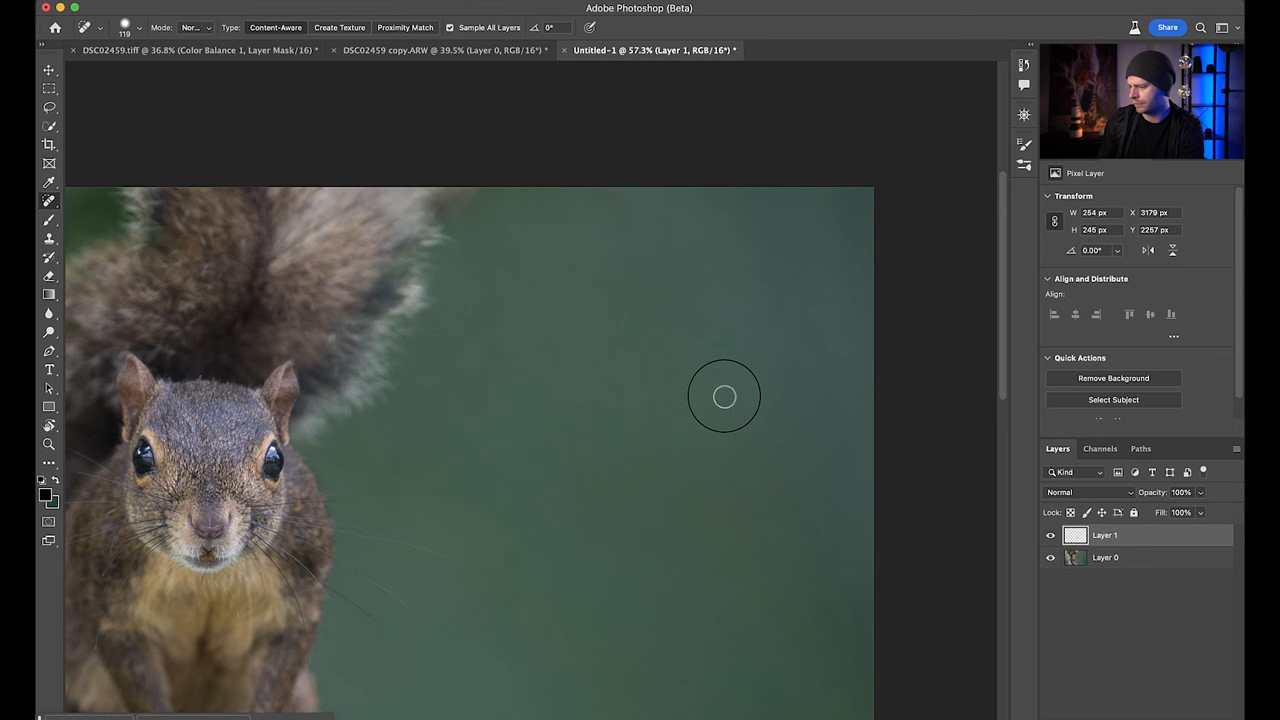 Adobe Photoshop (Beta)
119
Mode: Nor...
Type: Content-Aware Create Texture Proximity Match
Sample All Layers
0°
Share
DSC02459.tiff @ 36.8% (Color Balance 1, Layer Mask/16) *
DSC02459 copy.ARW @ 39.5% (Layer 0, RGB/16*) *
Untitled-1 @ 57.3% (Layer 1, RGB/16*) *
Pixel Layer
Transform
W 254 px X 3179 px
H 245 px Y 2257 px
0.00°
Align and Distribute
Align:
Quick Actions
Remove Background
Select Subject
Layers Channels Paths
Kind
Normal Opacity: 100%
Lock: Fill: 100%
Layer 1
Layer 0